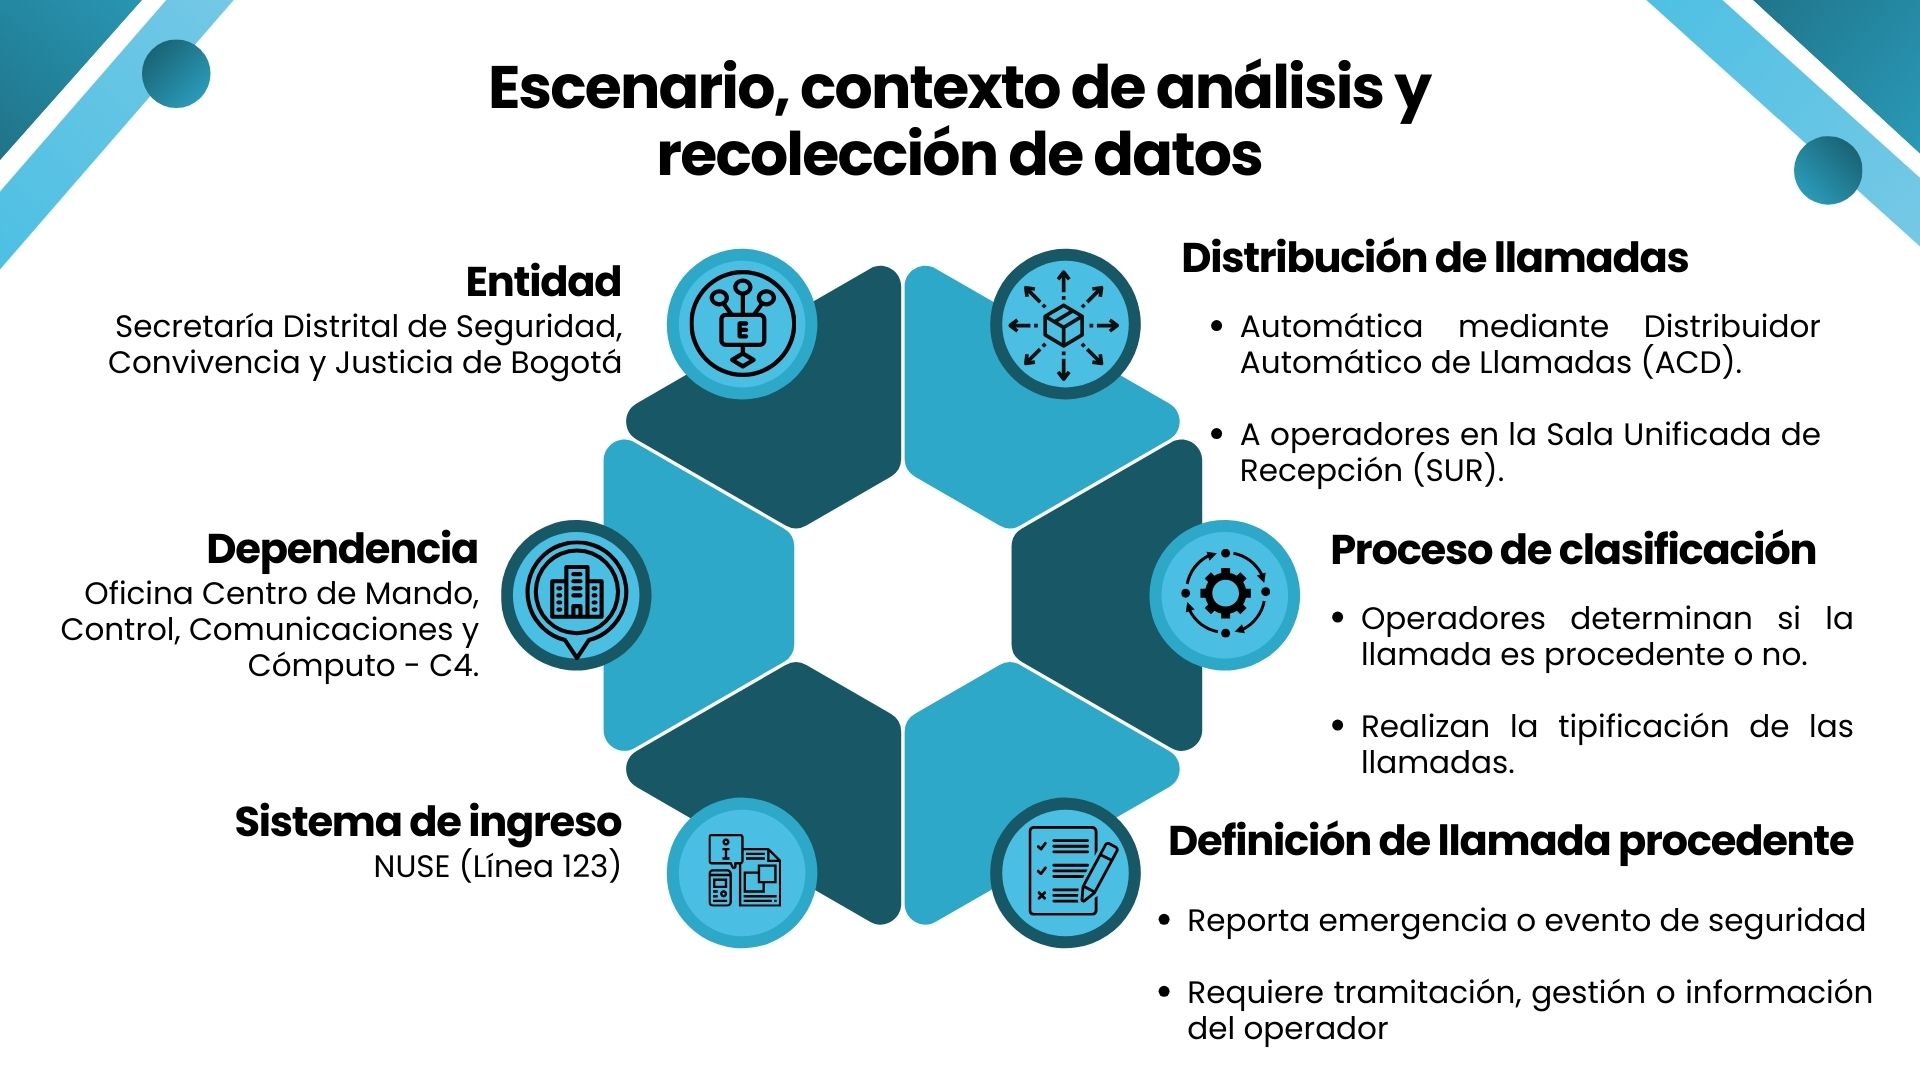 Escenario, contexto de análisis y
recolección de datos
Entidad
Secretaría Distrital de Seguridad,
Convivencia y Justicia de Bogotá
E
Dependencia
Oficina Centro de Mando,
Control, Comunicaciones y
Cómputo - C4.
Sistema de ingreso
NUSE (Línea 123)
i
Distribución de llamadas
• Automática mediante Distribuidor
Automático de Llamadas (ACD).
• A operadores en la Sala Unificada de
Recepción (SUR).
Proceso de clasificación
• Operadores determinan si la
llamada es procedente o no.
• Realizan la tipificación de las
llamadas.
Definición de llamada procedente
• Reporta emergencia o evento de seguridad
• Requiere tramitación, gestión o información
del operador